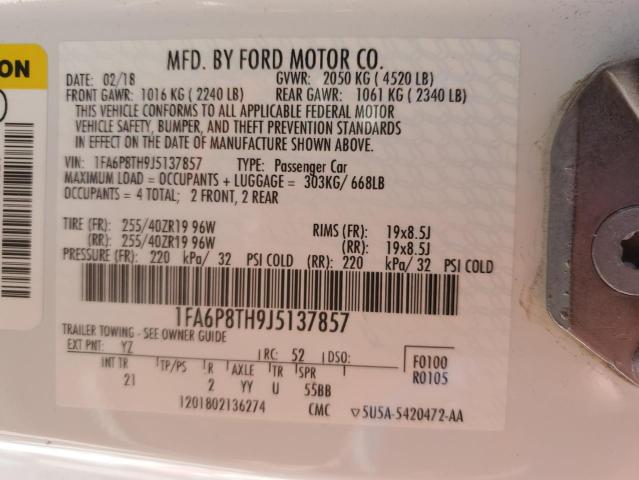 ON
MFD. BY FORD MOTOR CO.
DATE: 02/18 GVWR: 2050 KG ( 4520 LB)
FRONT GAWR: 1016 KG ( 2240 LB) REAR GAWR: 1061 KG ( 2340 LB)
THIS VEHICLE CONFORMS TO ALL APPLICABLE FEDERAL MOTOR
VEHICLE SAFETY, BUMPER, AND THEFT PREVENTION STANDARDS
IN EFFECT ON THE DATE OF MANUFACTURE SHOWN ABOVE.
VIN: 1FA6P8TH9J5137857 TYPE: Passenger Car
MAXIMUM LOAD = OCCUPANTS + LUGGAGE = 303KG/ 668LB
OCCUPANTS = 4 TOTAL; 2 FRONT, 2 REAR
TIRE (FR): 255/40ZR19 96W RIMS (FR): 19x8.5J
(RR): 255/40ZR19 96W (RR): 19x8.5J
PRESSURE (FR): 220 kPa/ 32 PSI COLD (RR): 220 kPa/ 32 PSI COLD
1FA6P8TH9J5137857
TRAILER TOWING - SEE OWNER GUIDE
EXT PNT: YZ RC: 52 DSO: F0100
INT TR TP/PS R AXLE TR SPR R0105
21 2 YY U 55BB
1201802136274 CMC ▽5U5A-5420472-AA